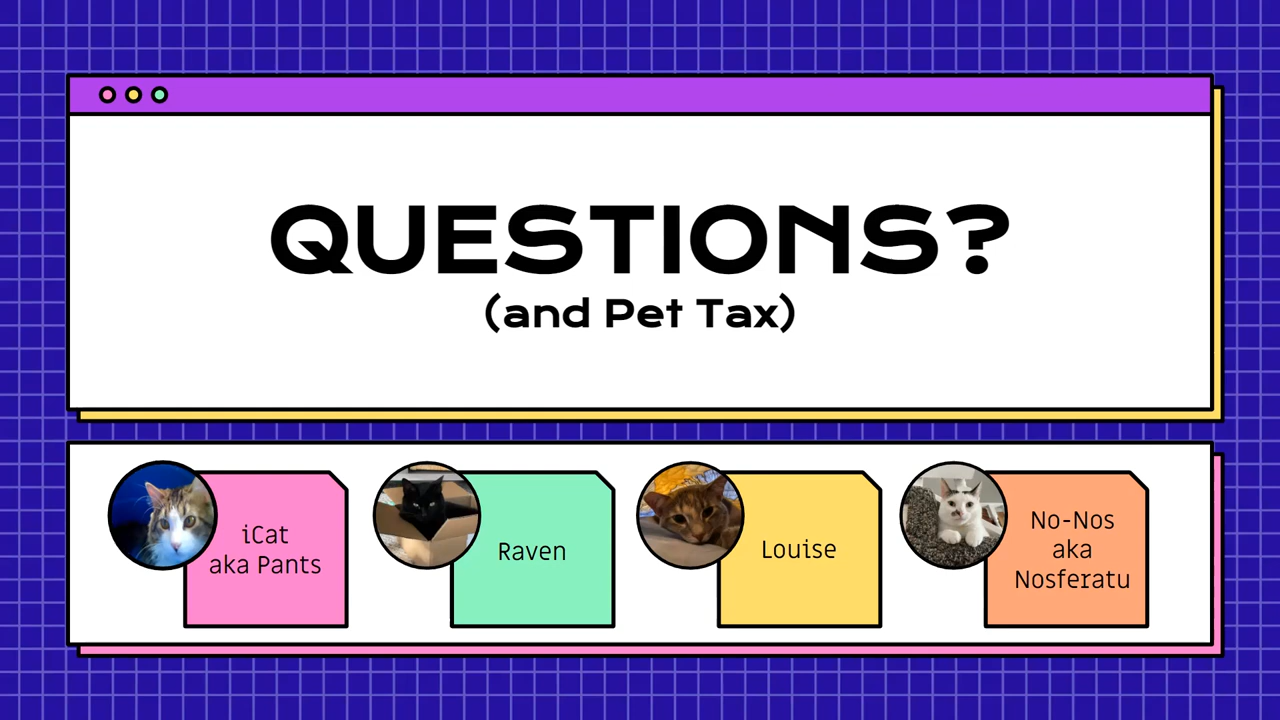 QUESTIONS?
(and Pet Tax)
iCat
aka Pants
Raven
Louise
No-Nos
aka
Nosferatu